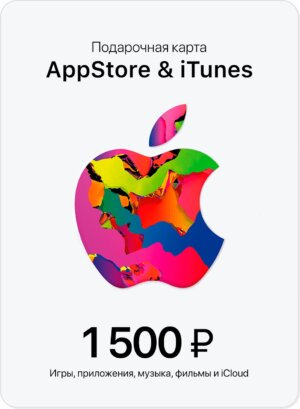 Подарочная карта
AppStore & iTunes
1 500 ₽
Игры, приложения, музыка, фильмы и iCloud